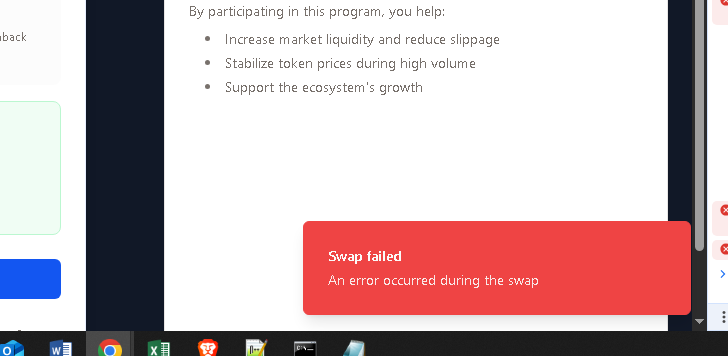 By participating in this program, you help:
Increase market liquidity and reduce slippage
back
Stabilize token prices during high volume
Support the ecosystem's growth
Swap failed
An error occurred during the swap